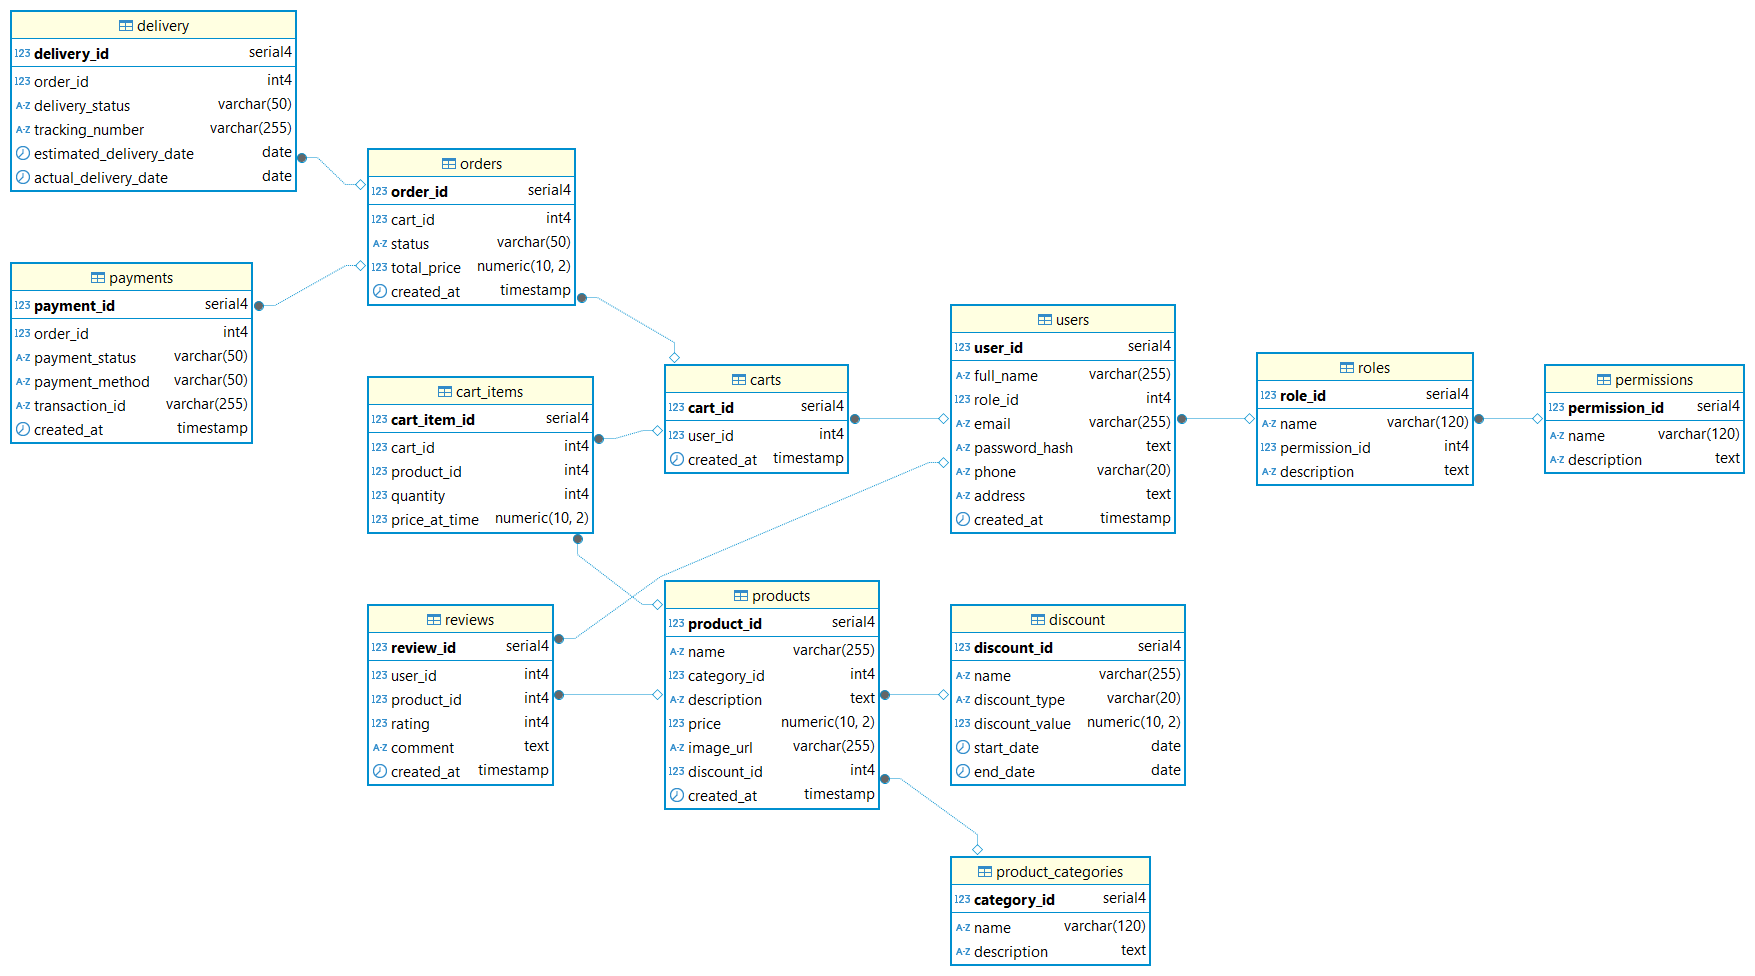 delivery
123 delivery_id serial4
123 order_id int4
A-Z delivery_status varchar(50)
A-Z tracking_number varchar(255)
estimated_delivery_date date
actual_delivery_date date
payments
123 payment_id serial4
123 order_id int4
A-Z payment_status varchar(50)
A-Z payment_method varchar(50)
A-Z transaction_id varchar(255)
created_at timestamp
orders
123 order_id serial4
123 cart_id int4
A-Z status varchar(50)
123 total_price numeric(10, 2)
created_at timestamp
cart_items
123 cart_item_id serial4
123 cart_id int4
123 product_id int4
123 quantity int4
123 price_at_time numeric(10, 2)
reviews
123 review_id serial4
123 user_id int4
123 product_id int4
123 rating int4
A-Z comment text
created_at timestamp
carts
123 cart_id serial4
123 user_id int4
created_at timestamp
products
123 product_id serial4
A-Z name varchar(255)
123 category_id int4
A-Z description text
123 price numeric(10, 2)
A-Z image_url varchar(255)
123 discount_id int4
created_at timestamp
users
123 user_id serial4
A-Z full_name varchar(255)
123 role_id int4
A-Z email varchar(255)
A-Z password_hash text
A-Z phone varchar(20)
A-Z address text
created_at timestamp
discount
123 discount_id serial4
A-Z name varchar(255)
A-Z discount_type varchar(20)
123 discount_value numeric(10, 2)
start_date date
end_date date
product_categories
123 category_id serial4
A-Z name varchar(120)
A-Z description text
roles
123 role_id serial4
A-Z name varchar(120)
123 permission_id int4
A-Z description text
permissions
123 permission_id serial4
A-Z name varchar(120)
A-Z description text